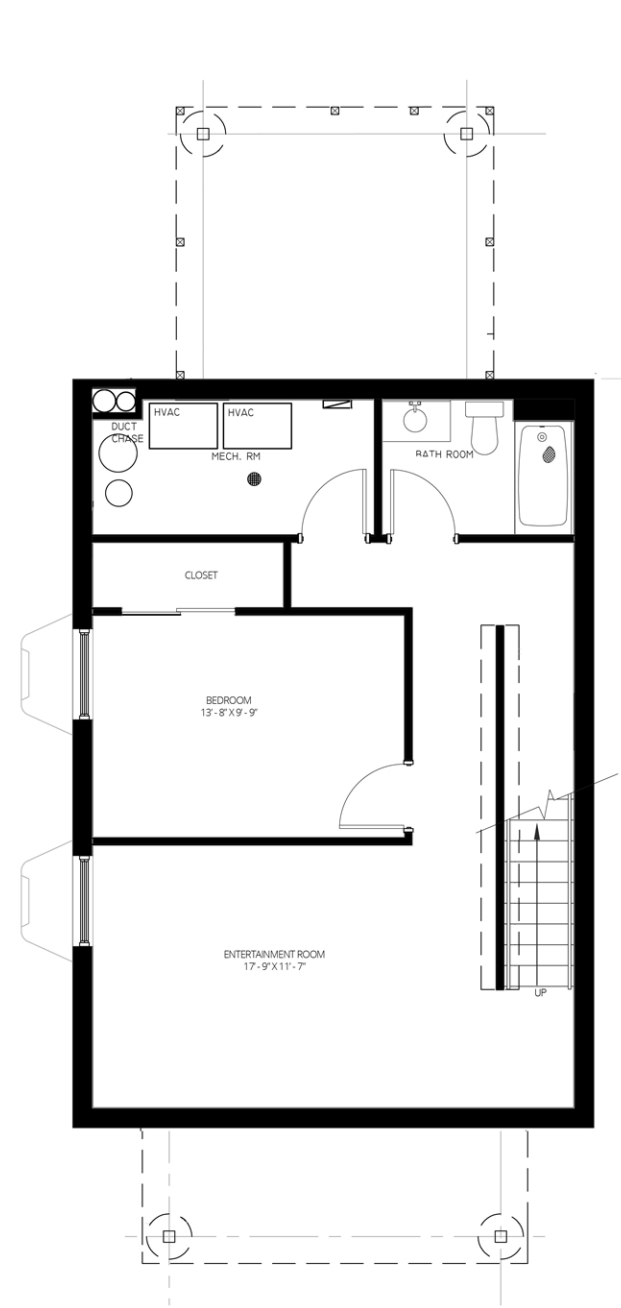 HVAC
HVAC
DUCT
CHASE
MECH. RM
BATH ROOM
CLOSET
BEDROOM
13' - 8" X 9' - 9"
ENTERTAINMENT ROOM
17' - 9" X 11' - 7"
UP